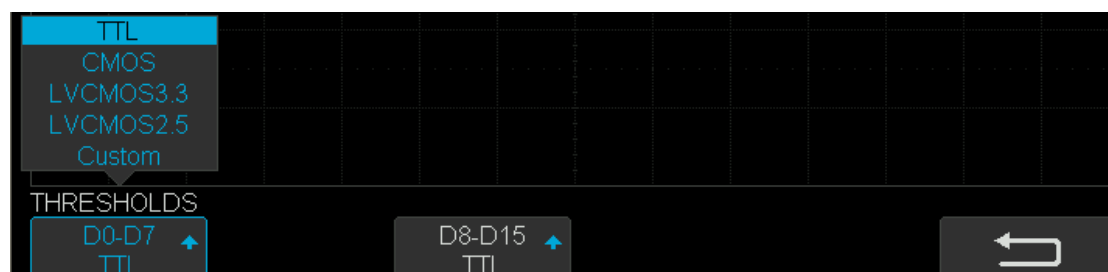 TTL
CMOS
LVCMOS3.3
LVCMOS2.5
Custom
THRESHOLDS
D0-D7
TTL
D8-D15
TTL